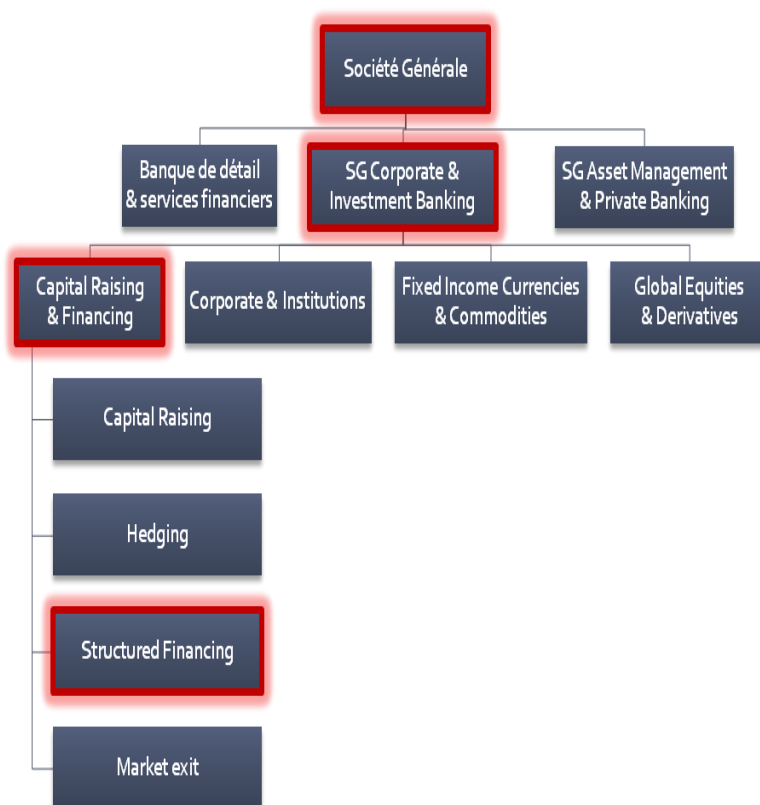 Société Générale
Banque de détail
& services financiers
SG Corporate &
Investment Banking
SG Asset Management
& Private Banking
Capital Raising
& Financing
Corporate & Institutions
Fixed Income Currencies
& Commodities
Global Equities
& Derivatives
Capital Raising
Hedging
Structured Financing
Market exit